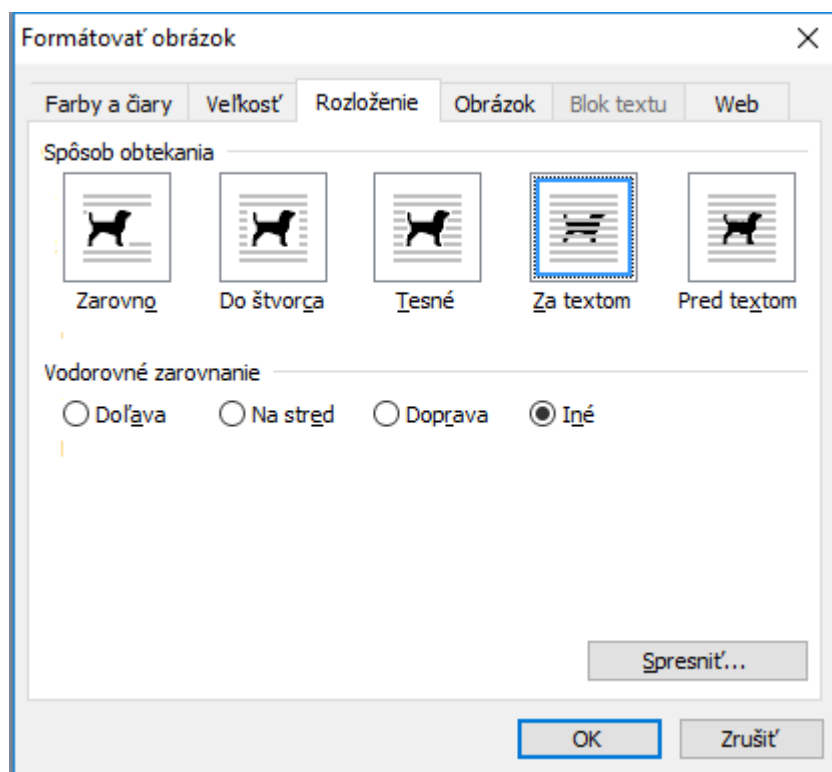 Formátovať obrázok
Farby a čiary Veľkosť Rozloženie Obrázok Blok textu Web
Spôsob obtekania
Zarovno Do štvorca Tesné Za textom Pred textom
Vodorovné zarovnanie
Doľava Na stred Doprava Iné
Spresniť...
OK Zrušiť